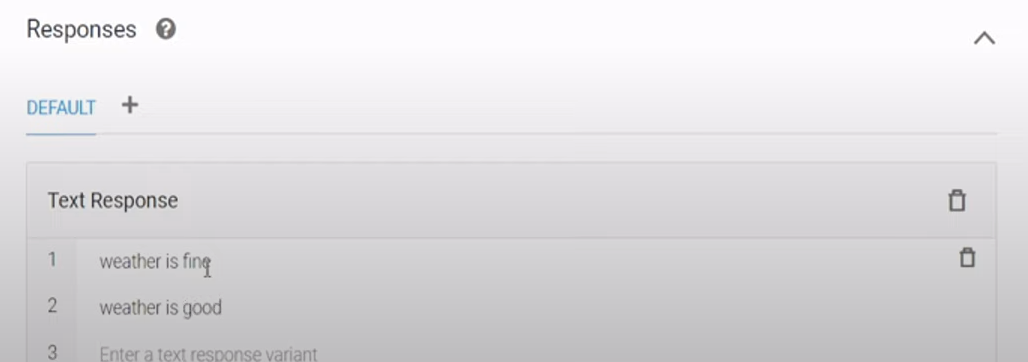 Responses
DEFAULT +
Text Response
1 weather is fine
2 weather is good
3 Enter a text response variant